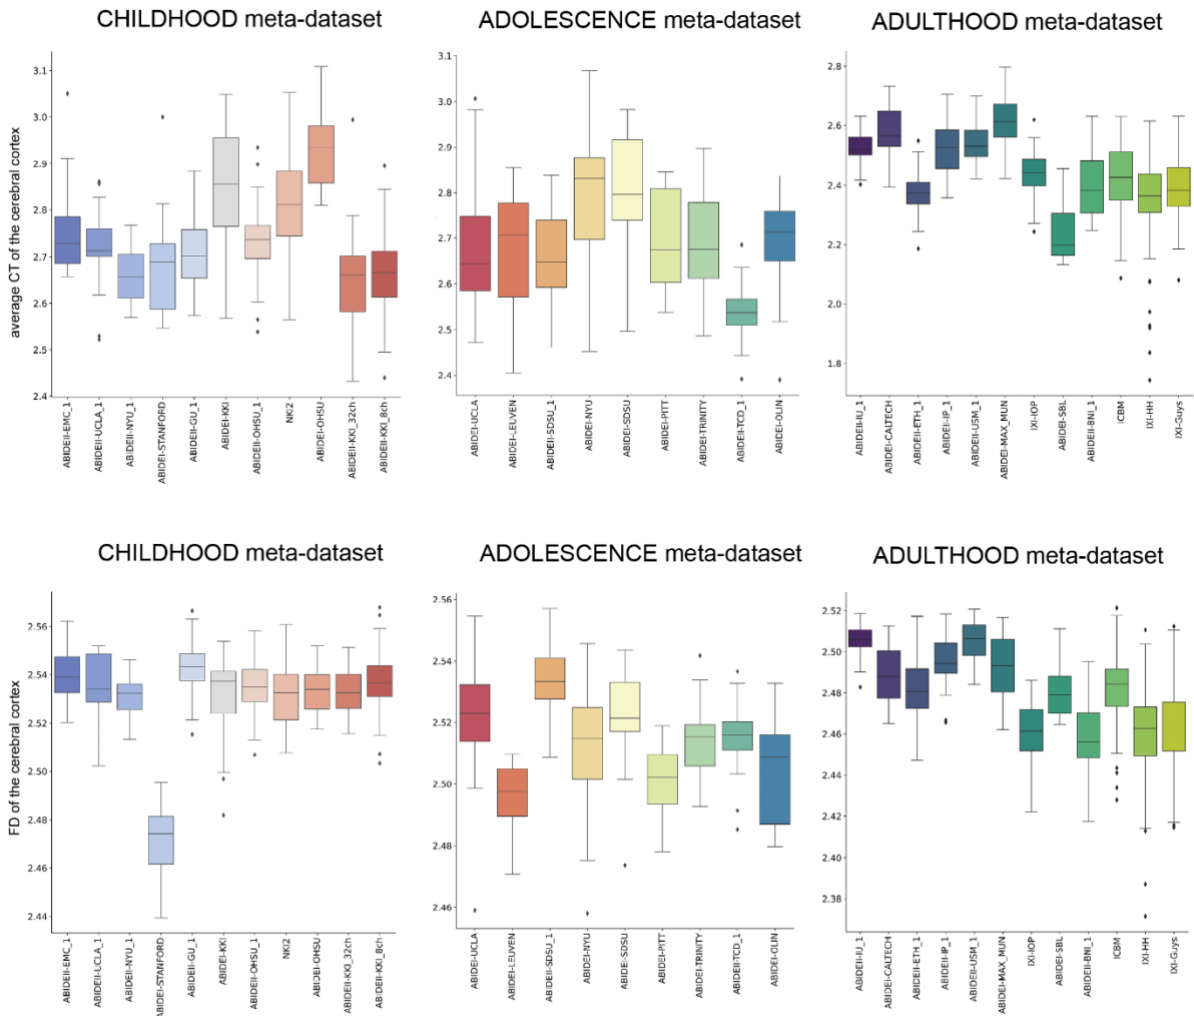 CHILDHOOD meta-dataset
ADOLESCENCE meta-dataset
ADULTHOOD meta-dataset
average CT of the cerebral cortex
3.1
3.0
2.9
2.8
2.7
2.6
2.5
2.4
ABIDEII-EMC_1
ABIDEII-UCLA_1
ABIDEII-NYU_1
ABIDEI-STANFORD
ABIDEII-GU_1
ABIDEI-KKI
ABIDEII-OHSU_1
NKI2
ABIDEI-OHSU
ABIDEII-KKI_32ch
ABIDEII-KKI_8ch
3.1
3.0
2.9
2.8
2.7
2.6
2.5
2.4
ABIDEI-UCLA
ABIDEI-LEUVEN
ABIDEII-SDSU_1
ABIDEI-NYU
ABIDEI-SDSU
ABIDEI-PITT
ABIDEI-TRINITY
ABIDEII-TCD_1
ABIDEI-OLIN
2.8
2.6
2.4
2.2
2.0
1.8
ABIDEII-IU_1
ABIDEI-CALTECH
ABIDEII-ETH_1
ABIDEII-IP_1
ABIDEII-USM_1
ABIDEI-MAX_MUN
IXI-IOP
ABIDEI-SBL
ABIDEII-BNI_1
ICBM
IXI-HH
IXI-Guys
CHILDHOOD meta-dataset
ADOLESCENCE meta-dataset
ADULTHOOD meta-dataset
FD of the cerebral cortex
2.56
2.54
2.52
2.50
2.48
2.46
2.44
ABIDEII-EMC_1
ABIDEII-UCLA_1
ABIDEII-NYU_1
ABIDEI-STANFORD
ABIDEII-GU_1
ABIDEI-KKI
ABIDEII-OHSU_1
NKI2
ABIDEI-OHSU
ABIDEII-KKI_32ch
ABIDEII-KKI_8ch
2.56
2.54
2.52
2.50
2.48
2.46
ABIDEI-UCLA
ABIDEI-LEUVEN
ABIDEII-SDSU_1
ABIDEI-NYU
ABIDEI-SDSU
ABIDEI-PITT
ABIDEI-TRINITY
ABIDEII-TCD_1
ABIDEI-OLIN
2.52
2.50
2.48
2.46
2.44
2.42
2.40
2.38
ABIDEII-IU_1
ABIDEI-CALTECH
ABIDEII-ETH_1
ABIDEII-IP_1
ABIDEII-USM_1
ABIDEI-MAX_MUN
IXI-IOP
ABIDEI-SBL
ABIDEII-BNI_1
ICBM
IXI-HH
IXI-Guys